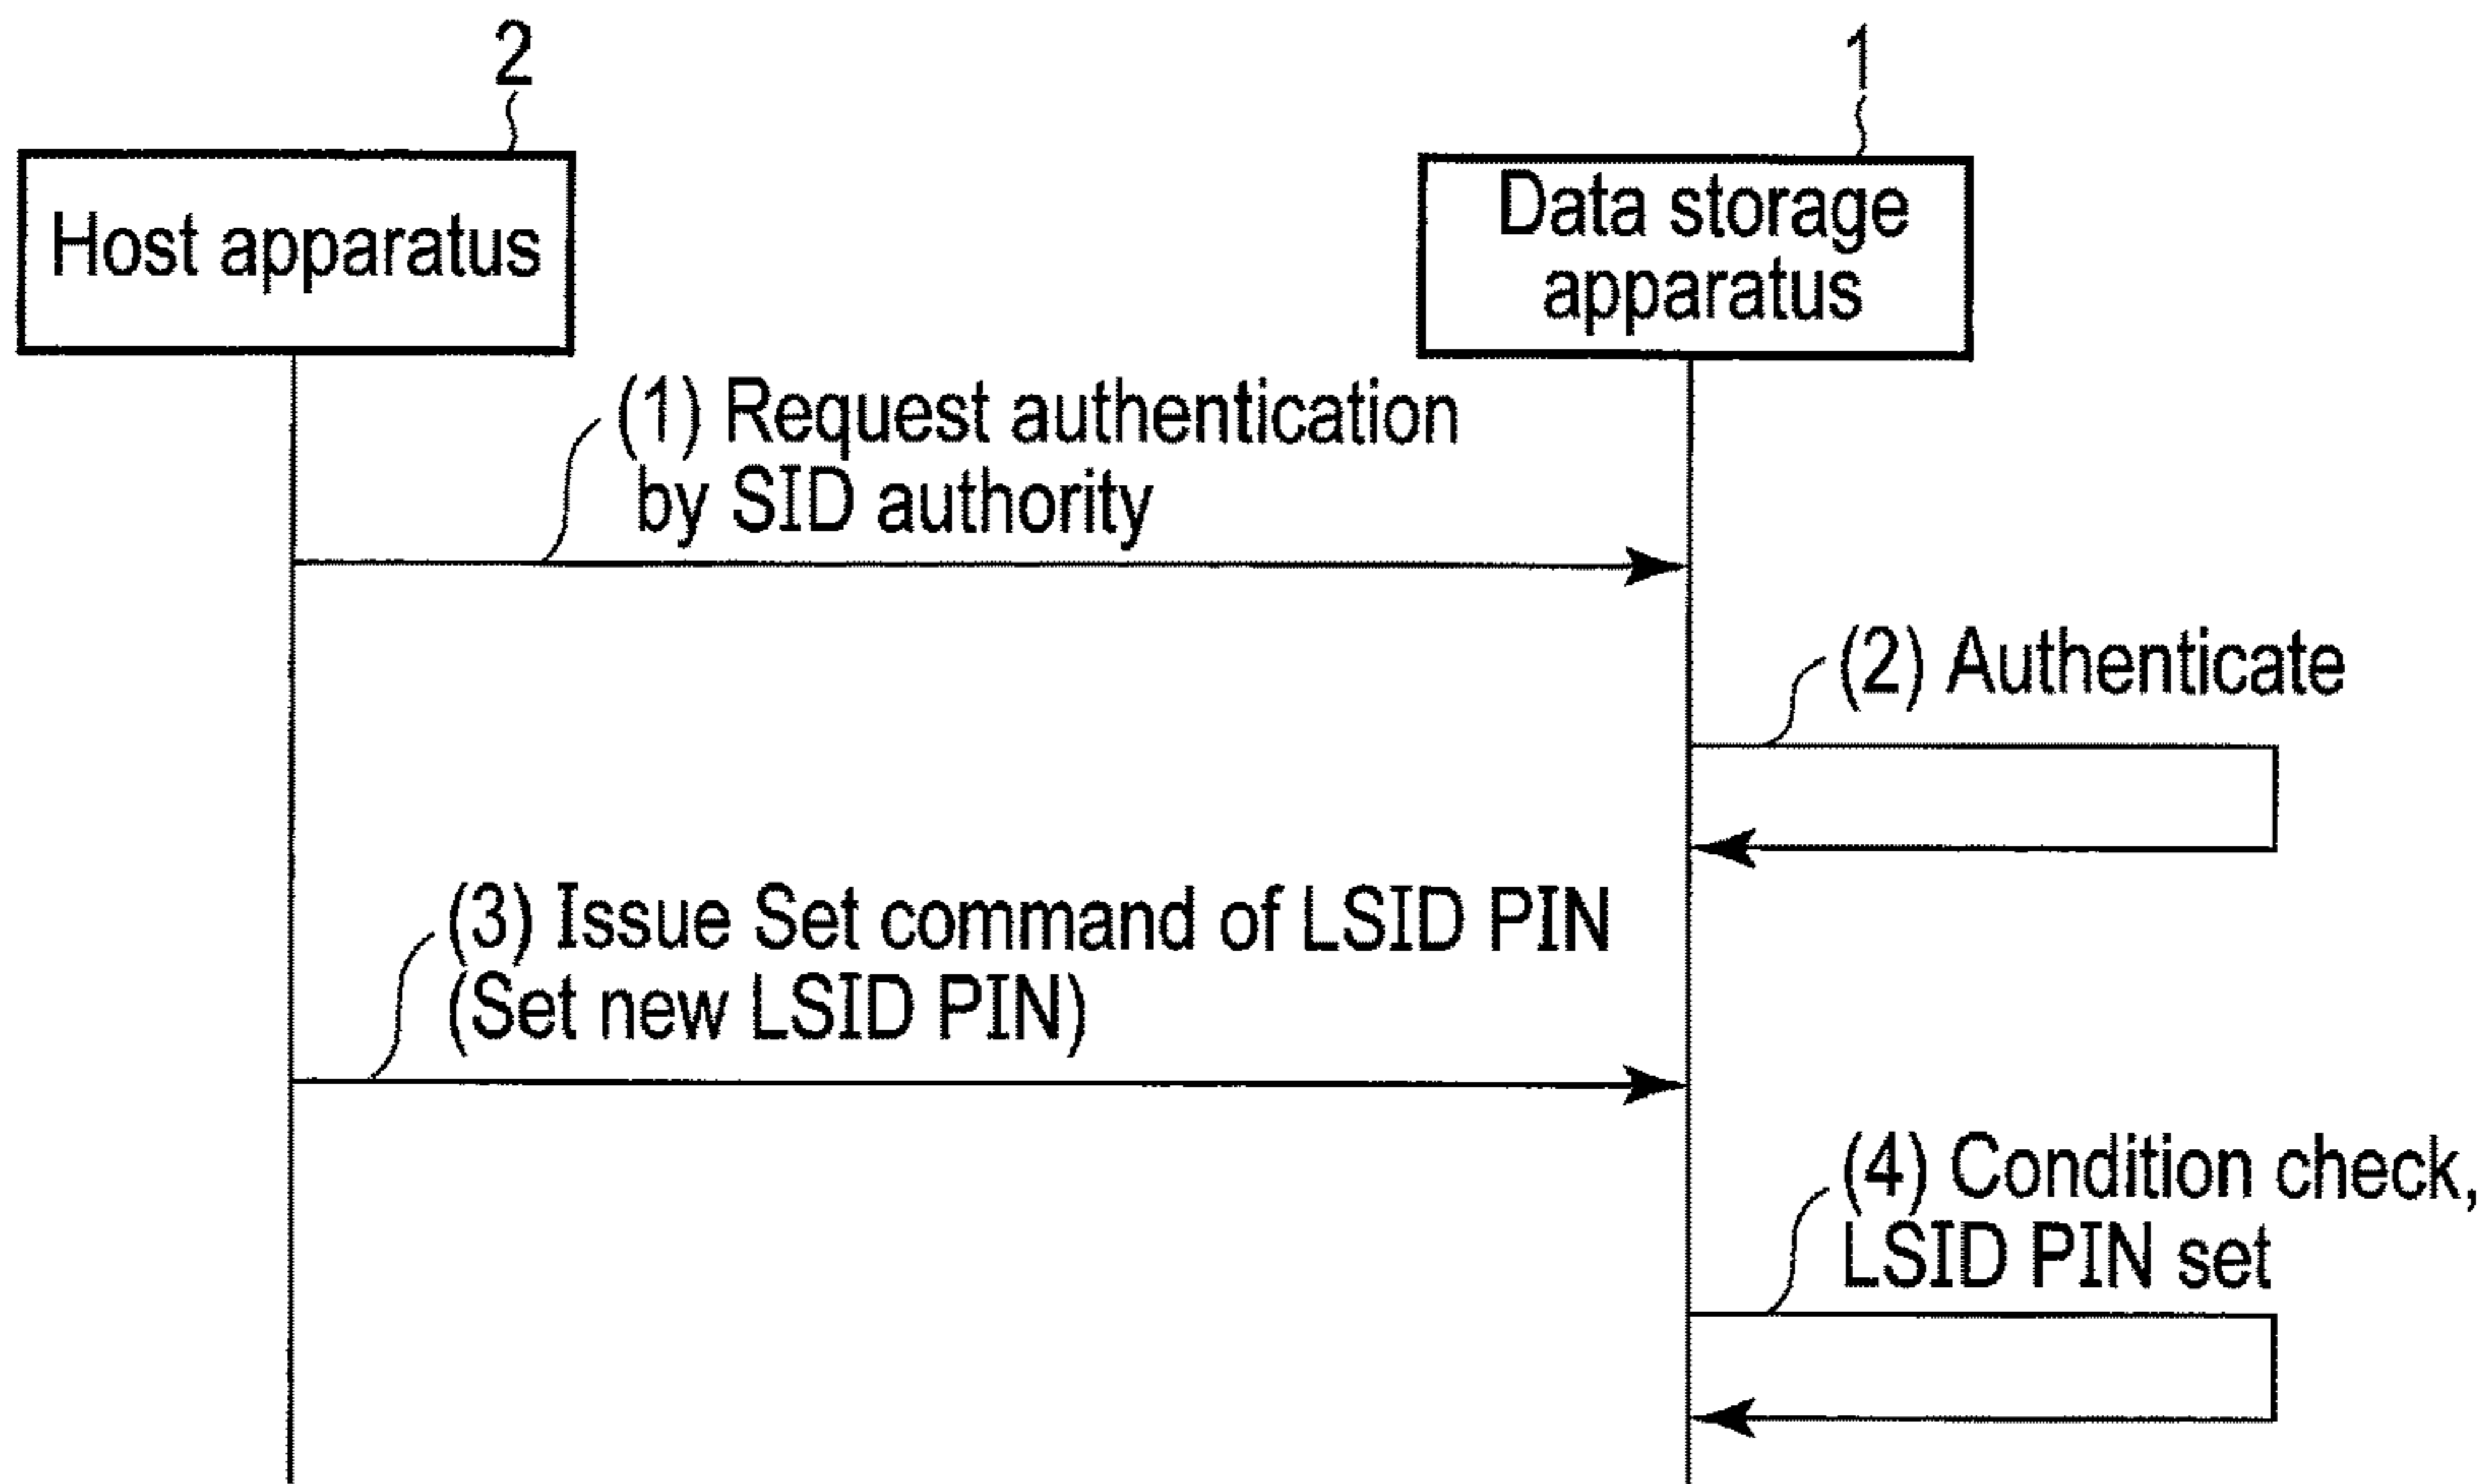 2
1
Host apparatus
Data storage
apparatus
(1) Request authentication
by SID authority
(2) Authenticate
(3) Issue Set command of LSID PIN
(Set new LSID PIN)
(4) Condition check,
LSID PIN set